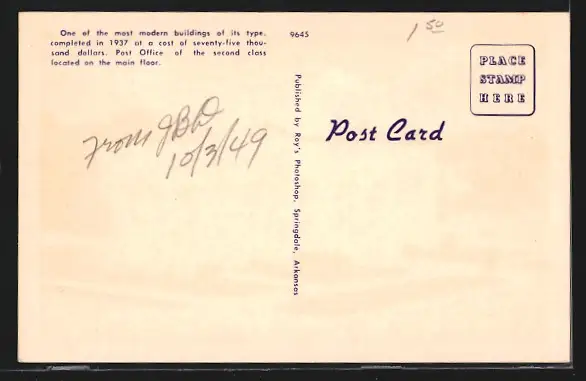 One of the most modern buildings of its type,
completed in 1937 at a cost of seventy-five thou-
sand dollars. Post Office of the second class
located on the main floor.
9645
1 50
PLACE
STAMP
HERE
Published by Roy's Photoshop, Springdale, Arkansas
Post Card
From JBD
10/3/49